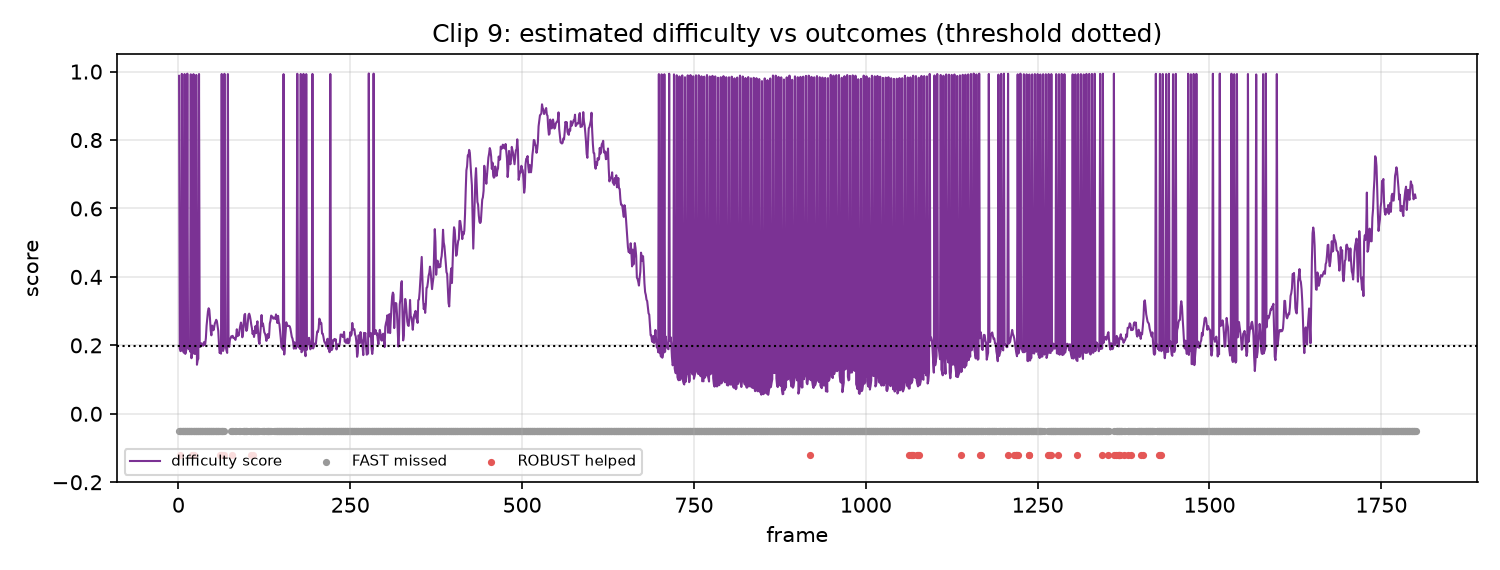 Clip 9: estimated difficulty vs outcomes (threshold dotted)
score
1.0
0.8
0.6
0.4
0.2
0.0
−0.2
difficulty score FAST missed ROBUST helped
0 250 500 750 1000 1250 1500 1750
frame